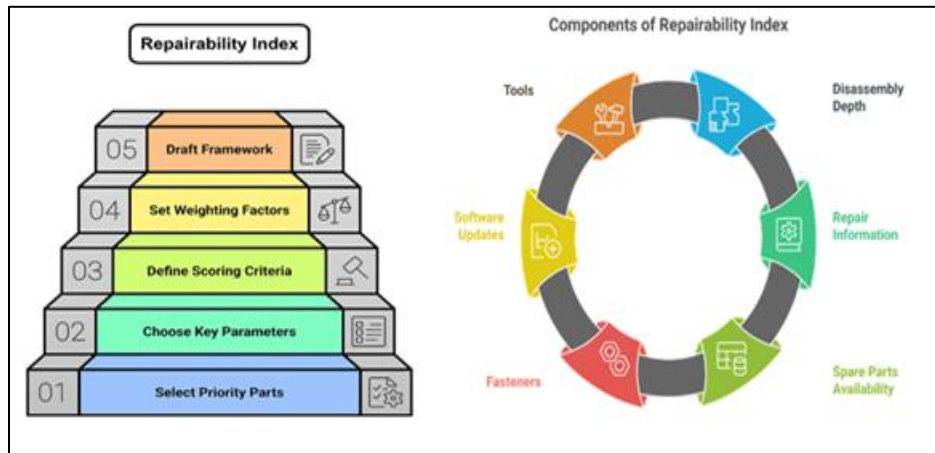 Repairability Index
05
Draft Framework
04
Set Weighting Factors
03
Define Scoring Criteria
02
Choose Key Parameters
01
Select Priority Parts
Components of Repairability Index
Tools
Disassembly
Depth
Software
Updates
Repair
Information
Fasteners
Spare Parts
Availability